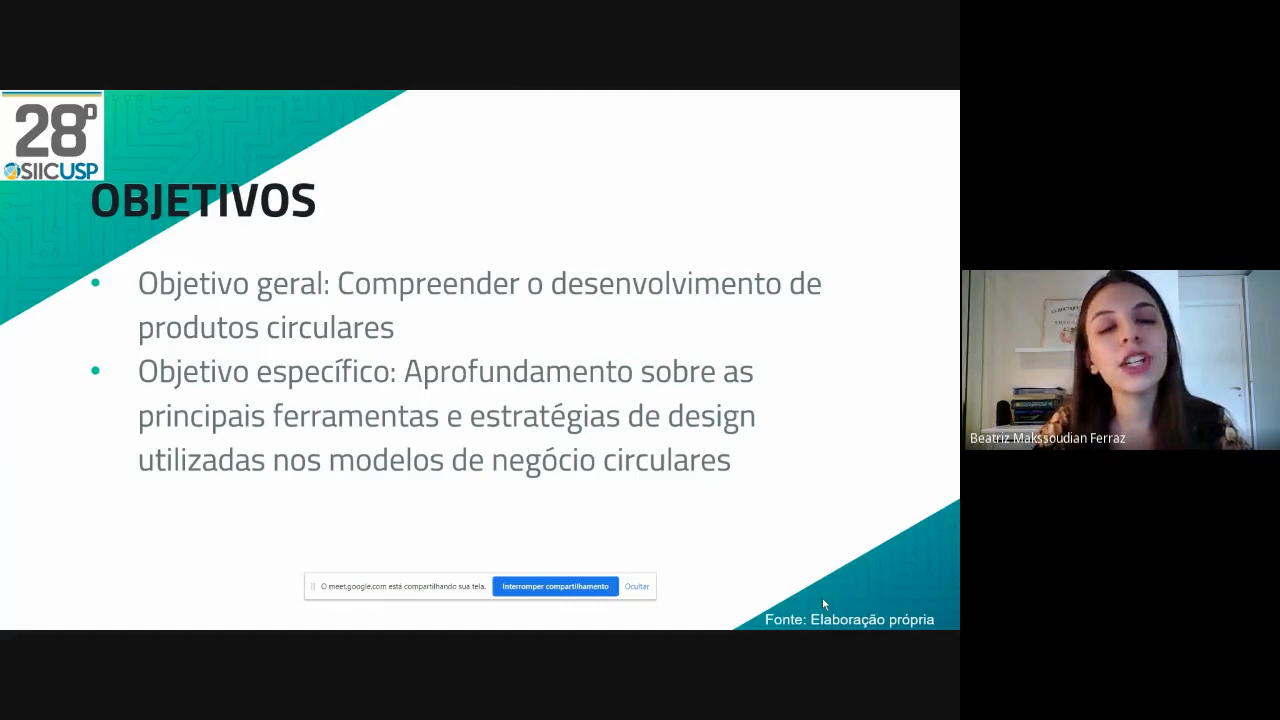 28º
SIICUSP
OBJETIVOS
• Objetivo geral: Compreender o desenvolvimento de
produtos circulares
• Objetivo específico: Aprofundamento sobre as
principais ferramentas e estratégias de design
utilizadas nos modelos de negócio circulares
O meet.google.com está compartilhando sua tela. Interromper compartilhamento Ocultar
Fonte: Elaboração própria
Beatriz Makssoudian Ferraz